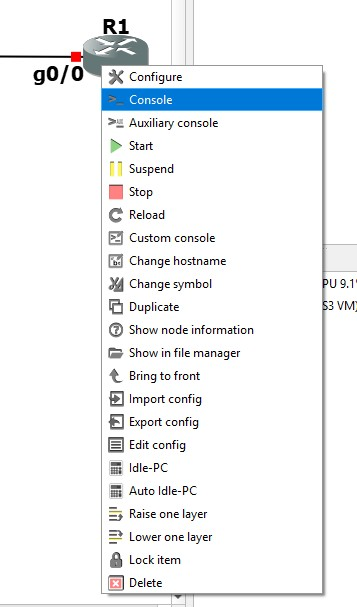 R1
g0/0
Configure
Console
Auxiliary console
Start
Suspend
Stop
Reload
Custom console
Change hostname
Change symbol
PU 9.1%
Duplicate
S3 VM)
Show node information
Show in file manager
Bring to front
Import config
Export config
Edit config
Idle-PC
Auto Idle-PC
Raise one layer
Lower one layer
Lock item
Delete